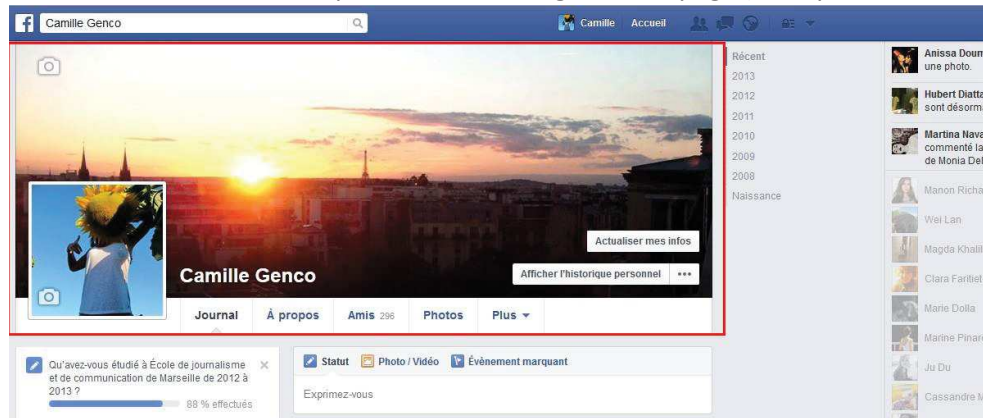 f Camille Genco
Camille Accueil
Camille Genco
Actualiser mes infos
Afficher l'historique personnel
Journal À propos Amis 296 Photos Plus
Récent
2013
2012
2011
2010
2009
2008
Naissance
Qu'avez-vous étudié à École de journalisme
et de communication de Marseille de 2012 à
2013 ?
88 % effectués
Statut Photo / Vidéo Évènement marquant
Exprimez-vous
Anissa Doum
une photo.
Hubert Diatta
sont désorm
Martina Nava
commenté la
de Monia Del
Manon Richa
Wei Lan
Magda Khalil
Clara Farillet
Marie Dolla
Marine Pinar
Ju Du
Cassandre M